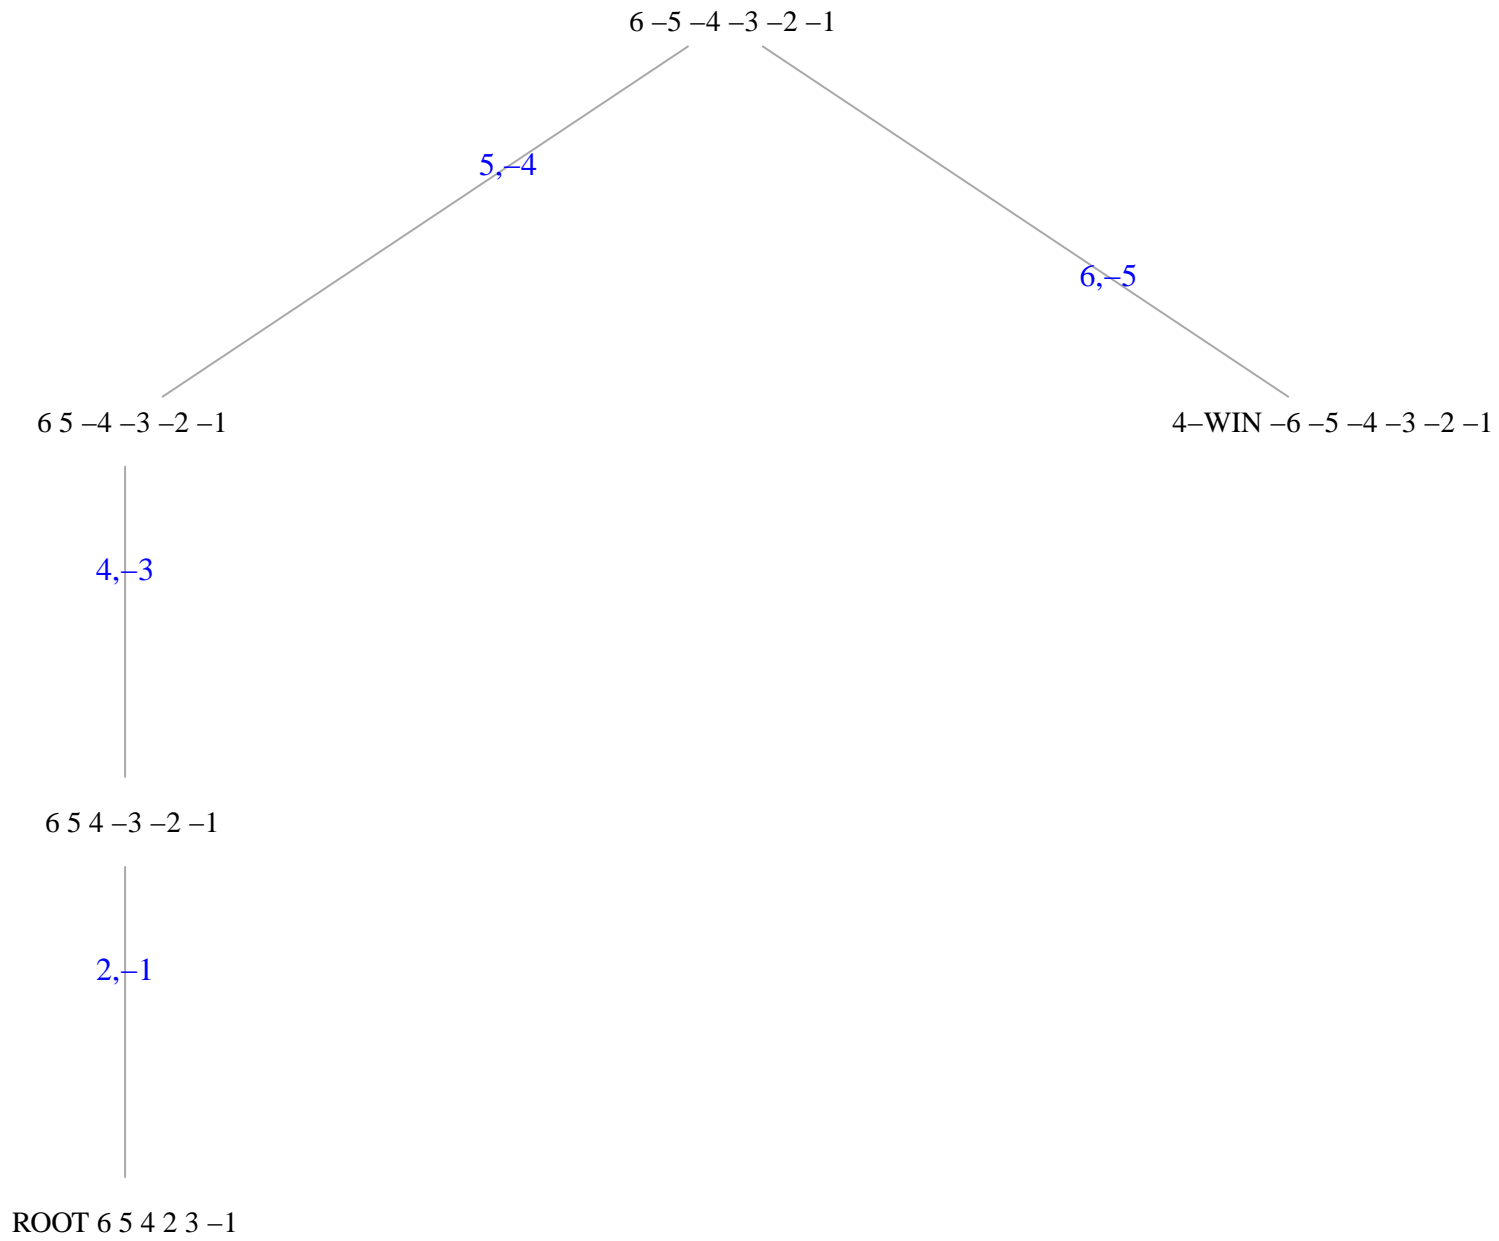 6 –5 –4 –3 –2 –1
5,–4
6,–5
6 5 –4 –3 –2 –1
4–WIN –6 –5 –4 –3 –2 –1
4,–3
6 5 4 –3 –2 –1
2,–1
ROOT 6 5 4 2 3 –1